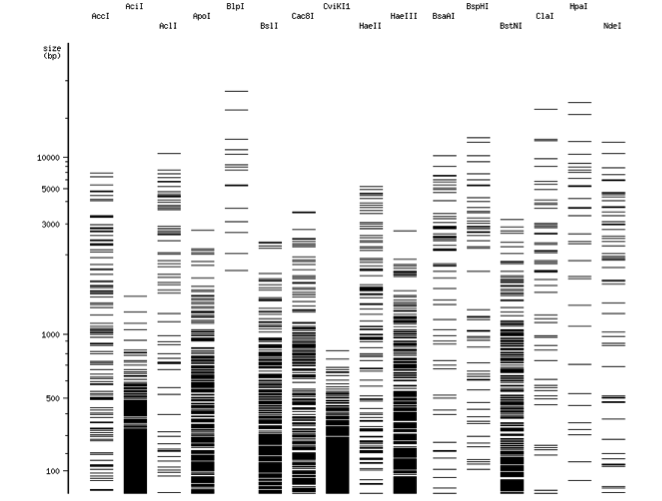 AciI BlpI CviKI1 BspHI HpaI
AccI ApoI Cac8I HaeIII BsaAI ClaI
AclI BslI HaeII BstNI NdeI
size
(bp)
10000
5000
3000
1000
500
100